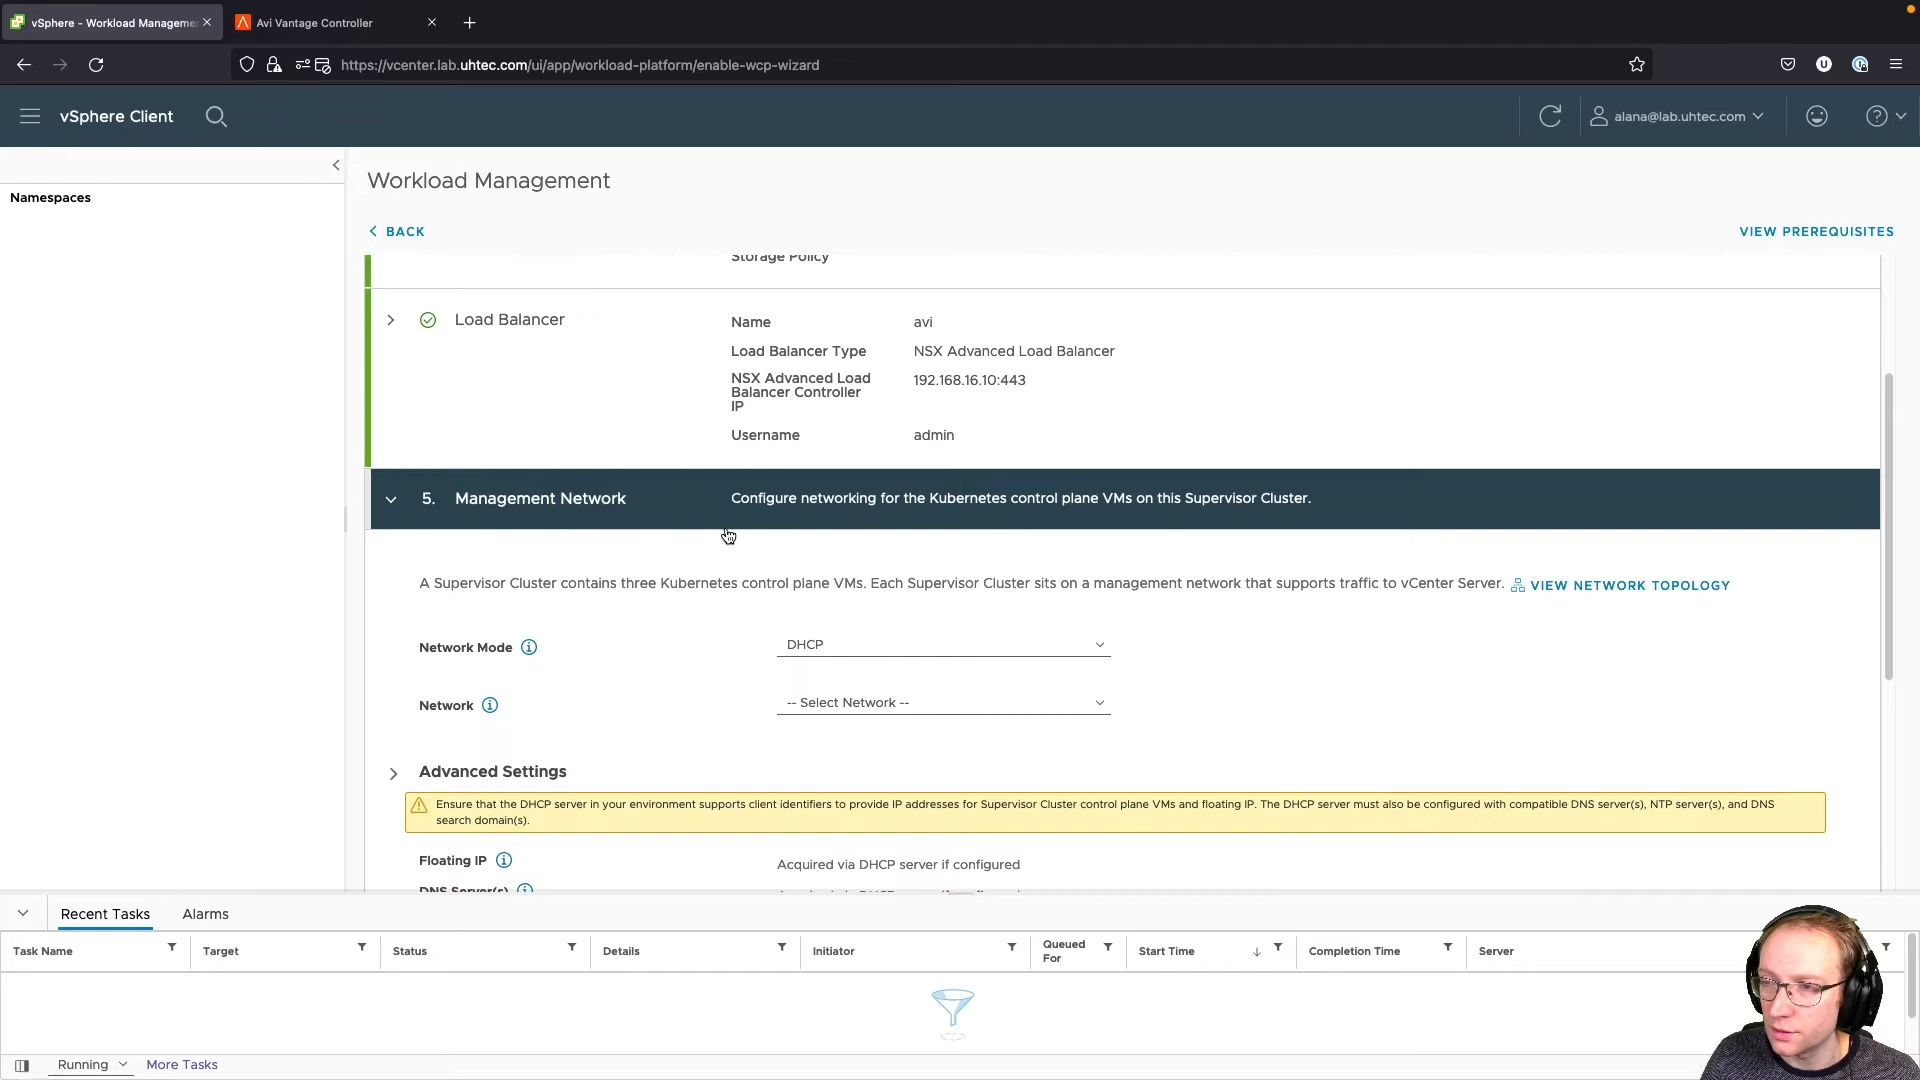 vSphere - Workload Managemen
Avi Vantage Controller
https://vcenter.lab.uhtec.com/ui/app/workload-platform/enable-wcp-wizard
U
vSphere Client
alana@lab.uhtec.com
Namespaces
Workload Management
BACK
VIEW PREREQUISITES
Storage Policy
Load Balancer
Name avi
Load Balancer Type NSX Advanced Load Balancer
NSX Advanced Load 192.168.16.10:443
Balancer Controller
IP
Username admin
5. Management Network Configure networking for the Kubernetes control plane VMs on this Supervisor Cluster.
A Supervisor Cluster contains three Kubernetes control plane VMs. Each Supervisor Cluster sits on a management network that supports traffic to vCenter Server. VIEW NETWORK TOPOLOGY
Network Mode DHCP
Network -- Select Network --
Advanced Settings
Ensure that the DHCP server in your environment supports client identifiers to provide IP addresses for Supervisor Cluster control plane VMs and floating IP. The DHCP server must also be configured with compatible DNS server(s), NTP server(s), and DNS
search domain(s).
Floating IP Acquired via DHCP server if configured
DNS Server(s)
Recent Tasks Alarms
Task Name Target Status Details Initiator Queued For Start Time Completion Time Server
Running More Tasks